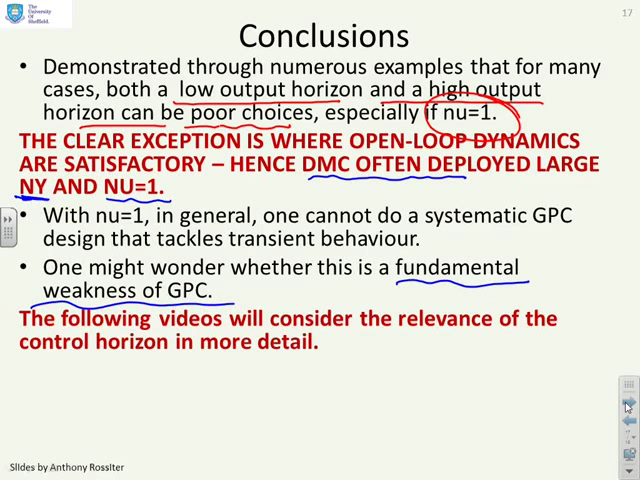 The
University
Of
Sheffield.
17
Conclusions
• Demonstrated through numerous examples that for many
cases, both a low output horizon and a high output
horizon can be poor choices, especially if nu=1.
THE CLEAR EXCEPTION IS WHERE OPEN-LOOP DYNAMICS
ARE SATISFACTORY – HENCE DMC OFTEN DEPLOYED LARGE
NY AND NU=1.
• With nu=1, in general, one cannot do a systematic GPC
design that tackles transient behaviour.
• One might wonder whether this is a fundamental
weakness of GPC.
The following videos will consider the relevance of the
control horizon in more detail.
Slides by Anthony Rossiter